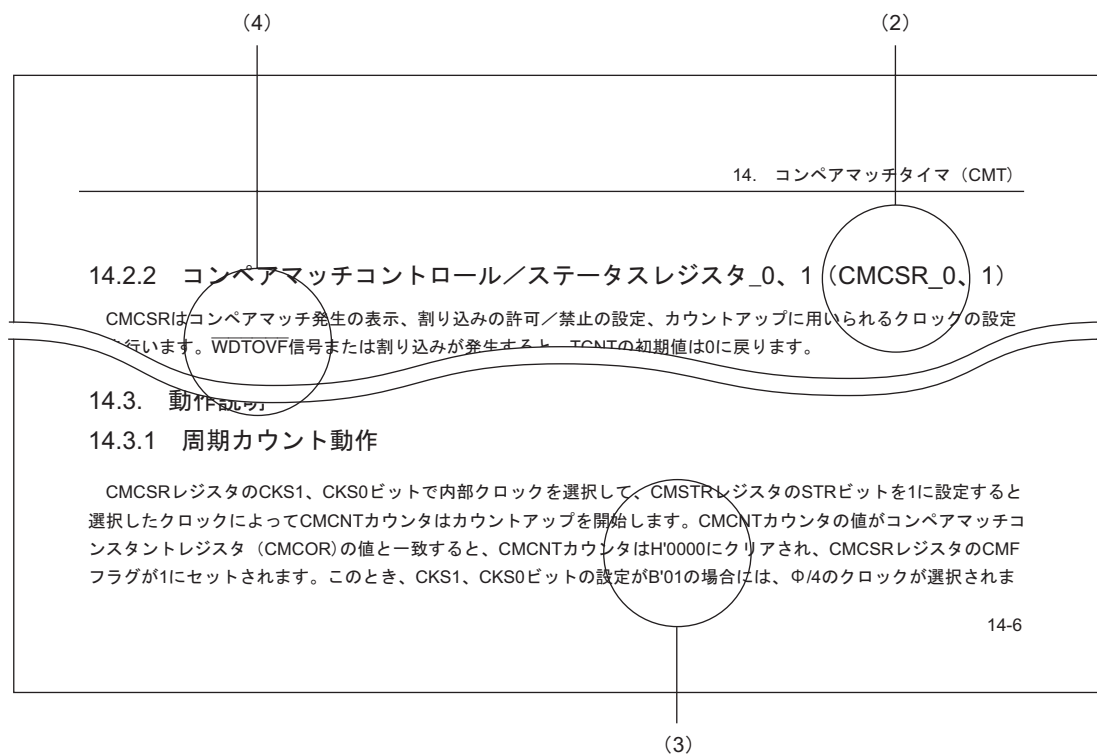 (4) (2)
14. コンペアマッチタイマ（CMT）
14.2.2 コンペアマッチコントロール／ステータスレジスタ_0、1（CMCSR_0、1）
CMCSRはコンペアマッチ発生の表示、割り込みの許可／禁止の設定、カウントアップに用いられるクロックの設定
行います。WDTOVF信号または割り込みが発生すると、TCNTの初期値は0に戻ります。
14.3. 動作説明
14.3.1 周期カウント動作
CMCSRレジスタのCKS1、CKS0ビットで内部クロックを選択して、CMSTRレジスタのSTRビットを1に設定すると
選択したクロックによってCMCNTカウンタはカウントアップを開始します。CMCNTカウンタの値がコンペアマッチコ
ンスタントレジスタ（CMCOR)の値と一致すると、CMCNTカウンタはH'0000にクリアされ、CMCSRレジスタのCMF
フラグが1にセットされます。このとき、CKS1、CKS0ビットの設定がB'01の場合には、Φ/4のクロックが選択されま
14-6
(3)